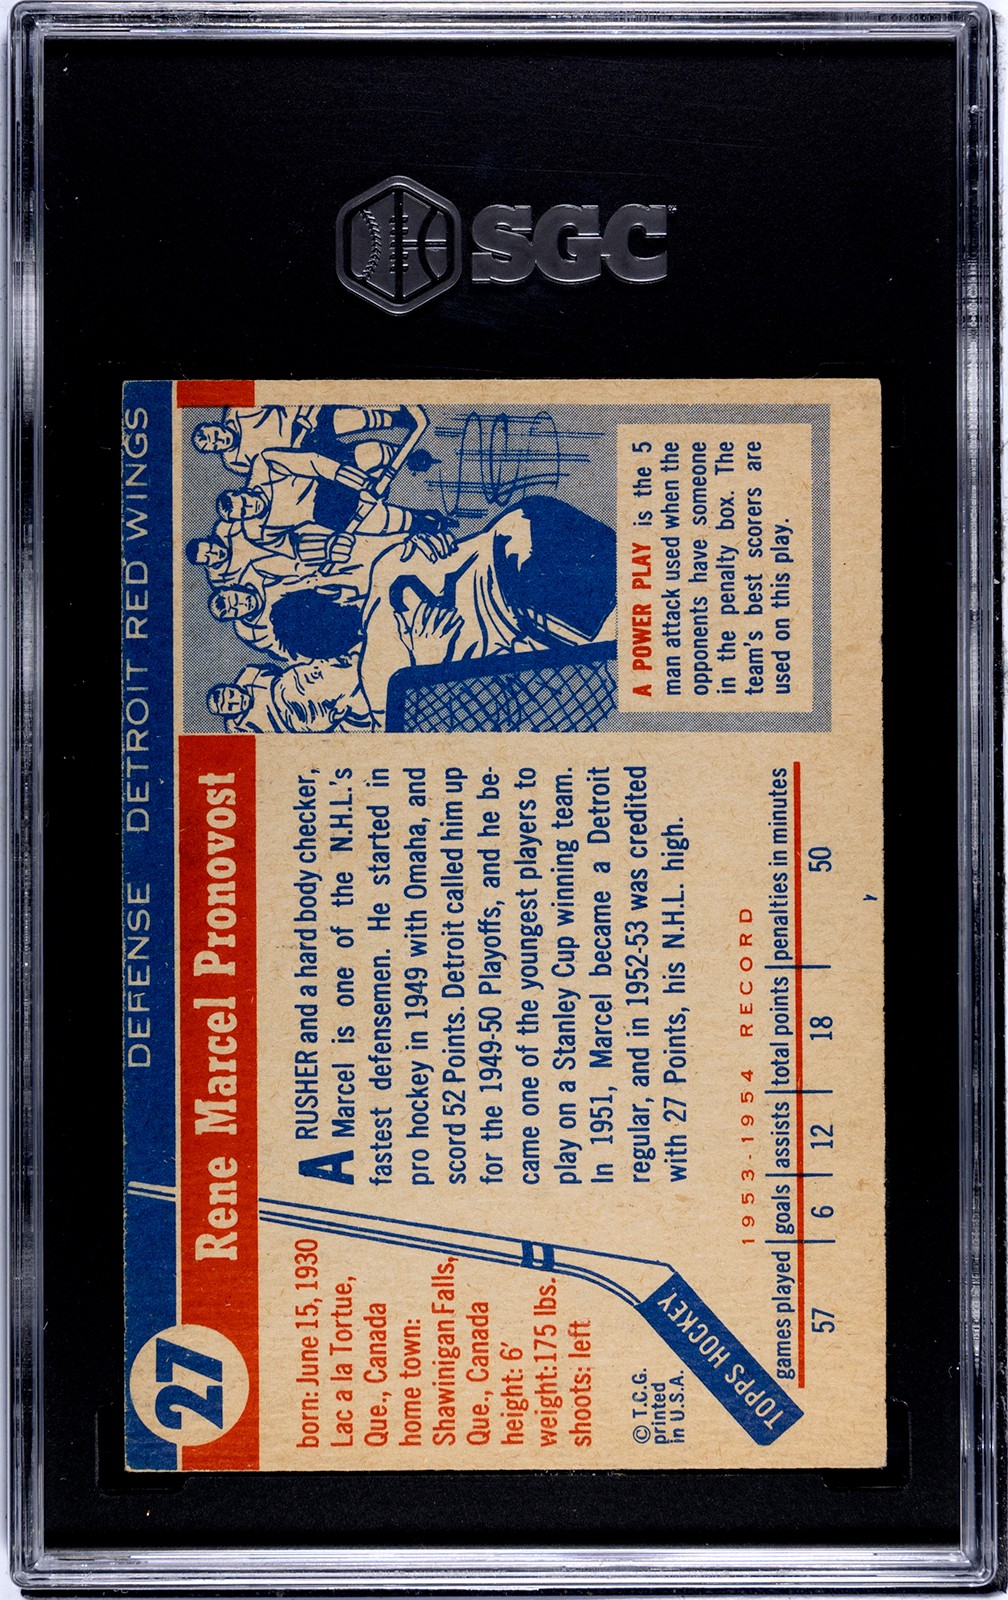 SGC
DEFENSE DETROIT RED WINGS
27
Rene Marcel Pronovost
born: June 15, 1930
Lac a la Tortue,
Que., Canada
home town:
Shawinigan Falls,
Que., Canada
height: 6'
weight: 175 lbs.
shoots: left
© T.C.G.
printed
in U.S.A.
TOPPS HOCKEY
A RUSHER and a hard body checker,
Marcel is one of the N.H.L.'s
fastest defensemen. He started in
pro hockey in 1949 with Omaha, and
scord 52 Points. Detroit called him up
for the 1949-50 Playoffs, and he be-
came one of the youngest players to
play on a Stanley Cup winning team.
In 1951, Marcel became a Detroit
regular, and in 1952-53 was credited
with 27 Points, his N.H.L. high.
2
A POWER PLAY is the 5
man attack used when the
opponents have someone
in the penalty box. The
team's best scorers are
used on this play.
1953-1954 RECORD
games played goals assists total points penalties in minutes
57 6 12 18 50